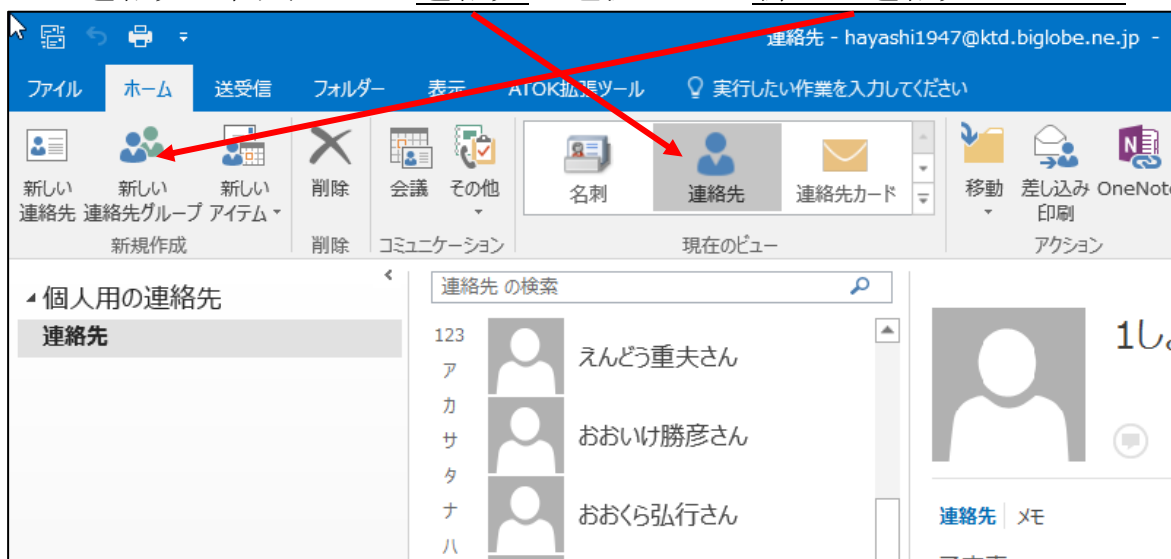 連絡先 - hayashi1947@ktd.biglobe.ne.jp -
ファイル ホーム 送受信 フォルダー 表示 ATOK拡張ツール 実行したい作業を入力してください
新しい 連絡先
新しい 連絡先グループ
新しい アイテム
削除
会議
その他
名刺
連絡先
連絡先カード
移動
差し込み 印刷
OneNote
新規作成 削除 コミュニケーション 現在のビュー アクション
個人用の連絡先
連絡先
連絡先 の検索
123
ア
カ
サ
タ
ナ
ハ
えんどう重夫さん
おおいけ勝彦さん
おおくら弘行さん
1し
連絡先 メモ